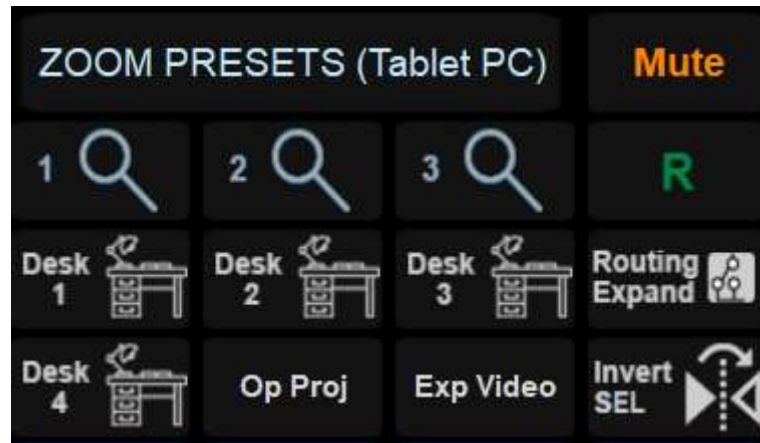 ZOOM PRESETS (Tablet PC)
Mute
1
2
3
R
Desk
1
Desk
2
Desk
3
Routing
Expand
Desk
4
Op Proj
Exp Video
Invert
SEL